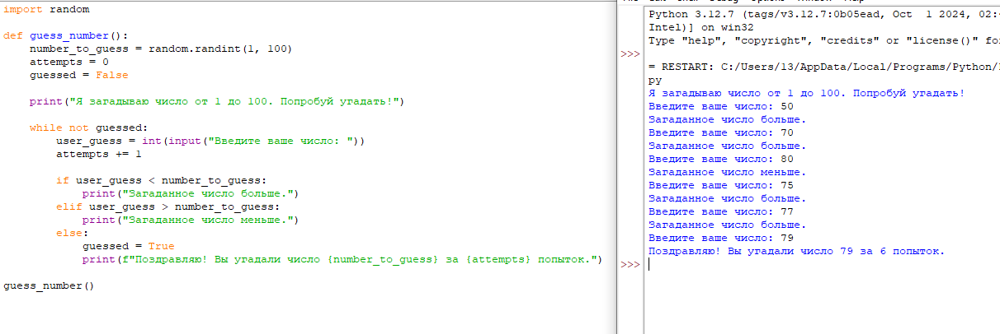 import random
def guess_number():
number_to_guess = random.randint(1, 100)
attempts = 0
guessed = False
print("Я загадываю число от 1 до 100. Попробуй угадать!")
while not guessed:
user_guess = int(input("Введите ваше число: "))
attempts += 1
if user_guess < number_to_guess:
print("Загаданное число больше.")
elif user_guess > number_to_guess:
print("Загаданное число меньше.")
else:
guessed = True
print(f"Поздравляю! Вы угадали число {number_to_guess} за {attempts} попыток.")
guess_number()
Python 3.12.7 (tags/v3.12.7:0b05ead, Oct 1 2024, 02:
Intel)] on win32
Type "help", "copyright", "credits" or "license()" fo
>>>
= RESTART: C:/Users/13/AppData/Local/Programs/Python/
py
Я загадываю число от 1 до 100. Попробуй угадать!
Введите ваше число: 50
Загаданное число больше.
Введите ваше число: 70
Загаданное число больше.
Введите ваше число: 80
Загаданное число меньше.
Введите ваше число: 75
Загаданное число больше.
Введите ваше число: 77
Загаданное число больше.
Введите ваше число: 79
Поздравляю! Вы угадали число 79 за 6 попыток.
>>>